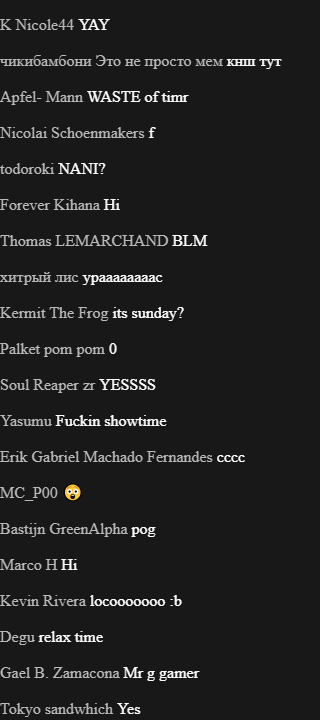 K Nicole44 YAY
чикибамбони Это не просто мем кнш тут
Apfel- Mann WASTE of timr
Nicolai Schoenmakers f
todoroki NANI?
Forever Kihana Hi
Thomas LEMARCHAND BLM
хитрый лис ураааааааас
Kermit The Frog its sunday?
Palket pom pom 0
Soul Reaper zr YESSSS
Yasumu Fuckin showtime
Erik Gabriel Machado Fernandes cccc
MC_P00 😲
Bastijn GreenAlpha pog
Marco H Hi
Kevin Rivera locooooooo :b
Degu relax time
Gael B. Zamacona Mr g gamer
Tokyo sandwhich Yes